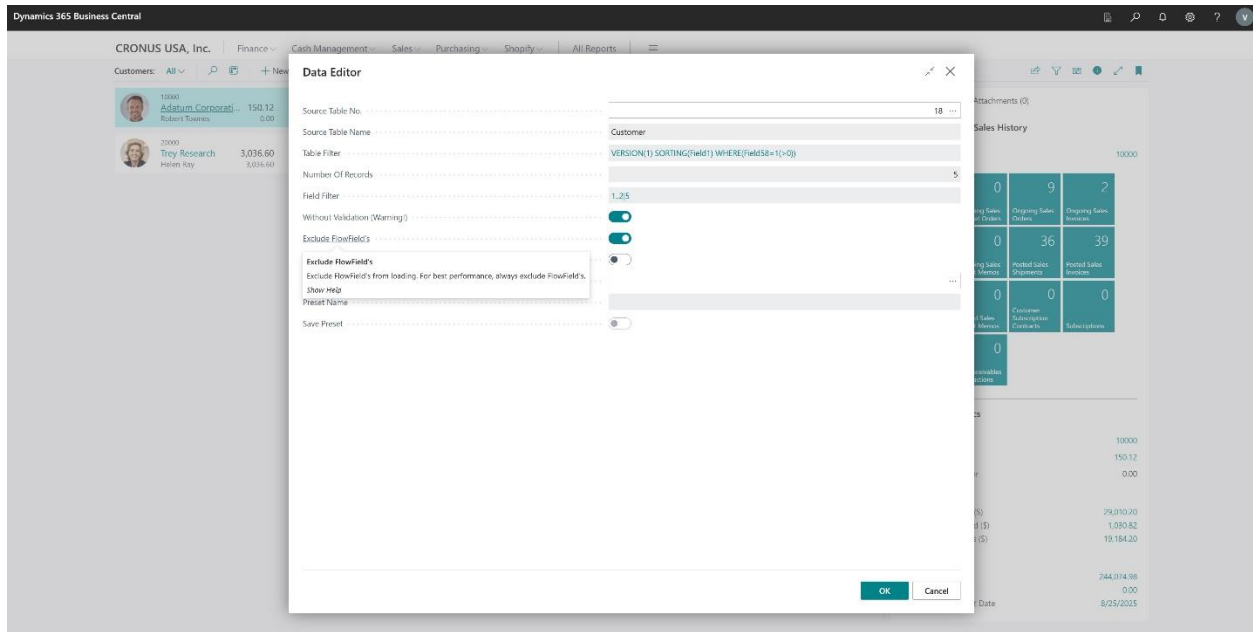 Dynamics 365 Business Central
?
V
CRONUS USA, Inc.
Finance
Cash Management
Sales
Purchasing
Shopify
All Reports
Customers: All
+ New
10000
Adatum Corporati... 150.12
Robert Townes 0.00
20000
Trey Research 3,036.60
Helen Ray 3,036.60
Data Editor
Source Table No. 18 ...
Source Table Name Customer
Table Filter VERSION(1) SORTING(Field1) WHERE(Field58=1(>0))
Number Of Records 5
Field Filter 1..2|5
Without Validation (Warning!)
Exclude FlowField's
Exclude FlowField's
Exclude FlowField's from loading. For best performance, always exclude FlowField's.
Show Help
...
Preset Name
Save Preset
OK
Cancel
Attachments (0)
Sales History
10000
0 9 2
Ongoing Sales Orders
Ongoing Sales Invoices
0 36 39
Posted Sales Shipments
Posted Sales Invoices
0 0 0
Customer Subscription Contracts
Subscriptions
0
10000
150.12
0.00
($) 29,010.20
d ($) 1,030.82
($) 19,184.20
244,074.98
0.00
Date 8/25/2025